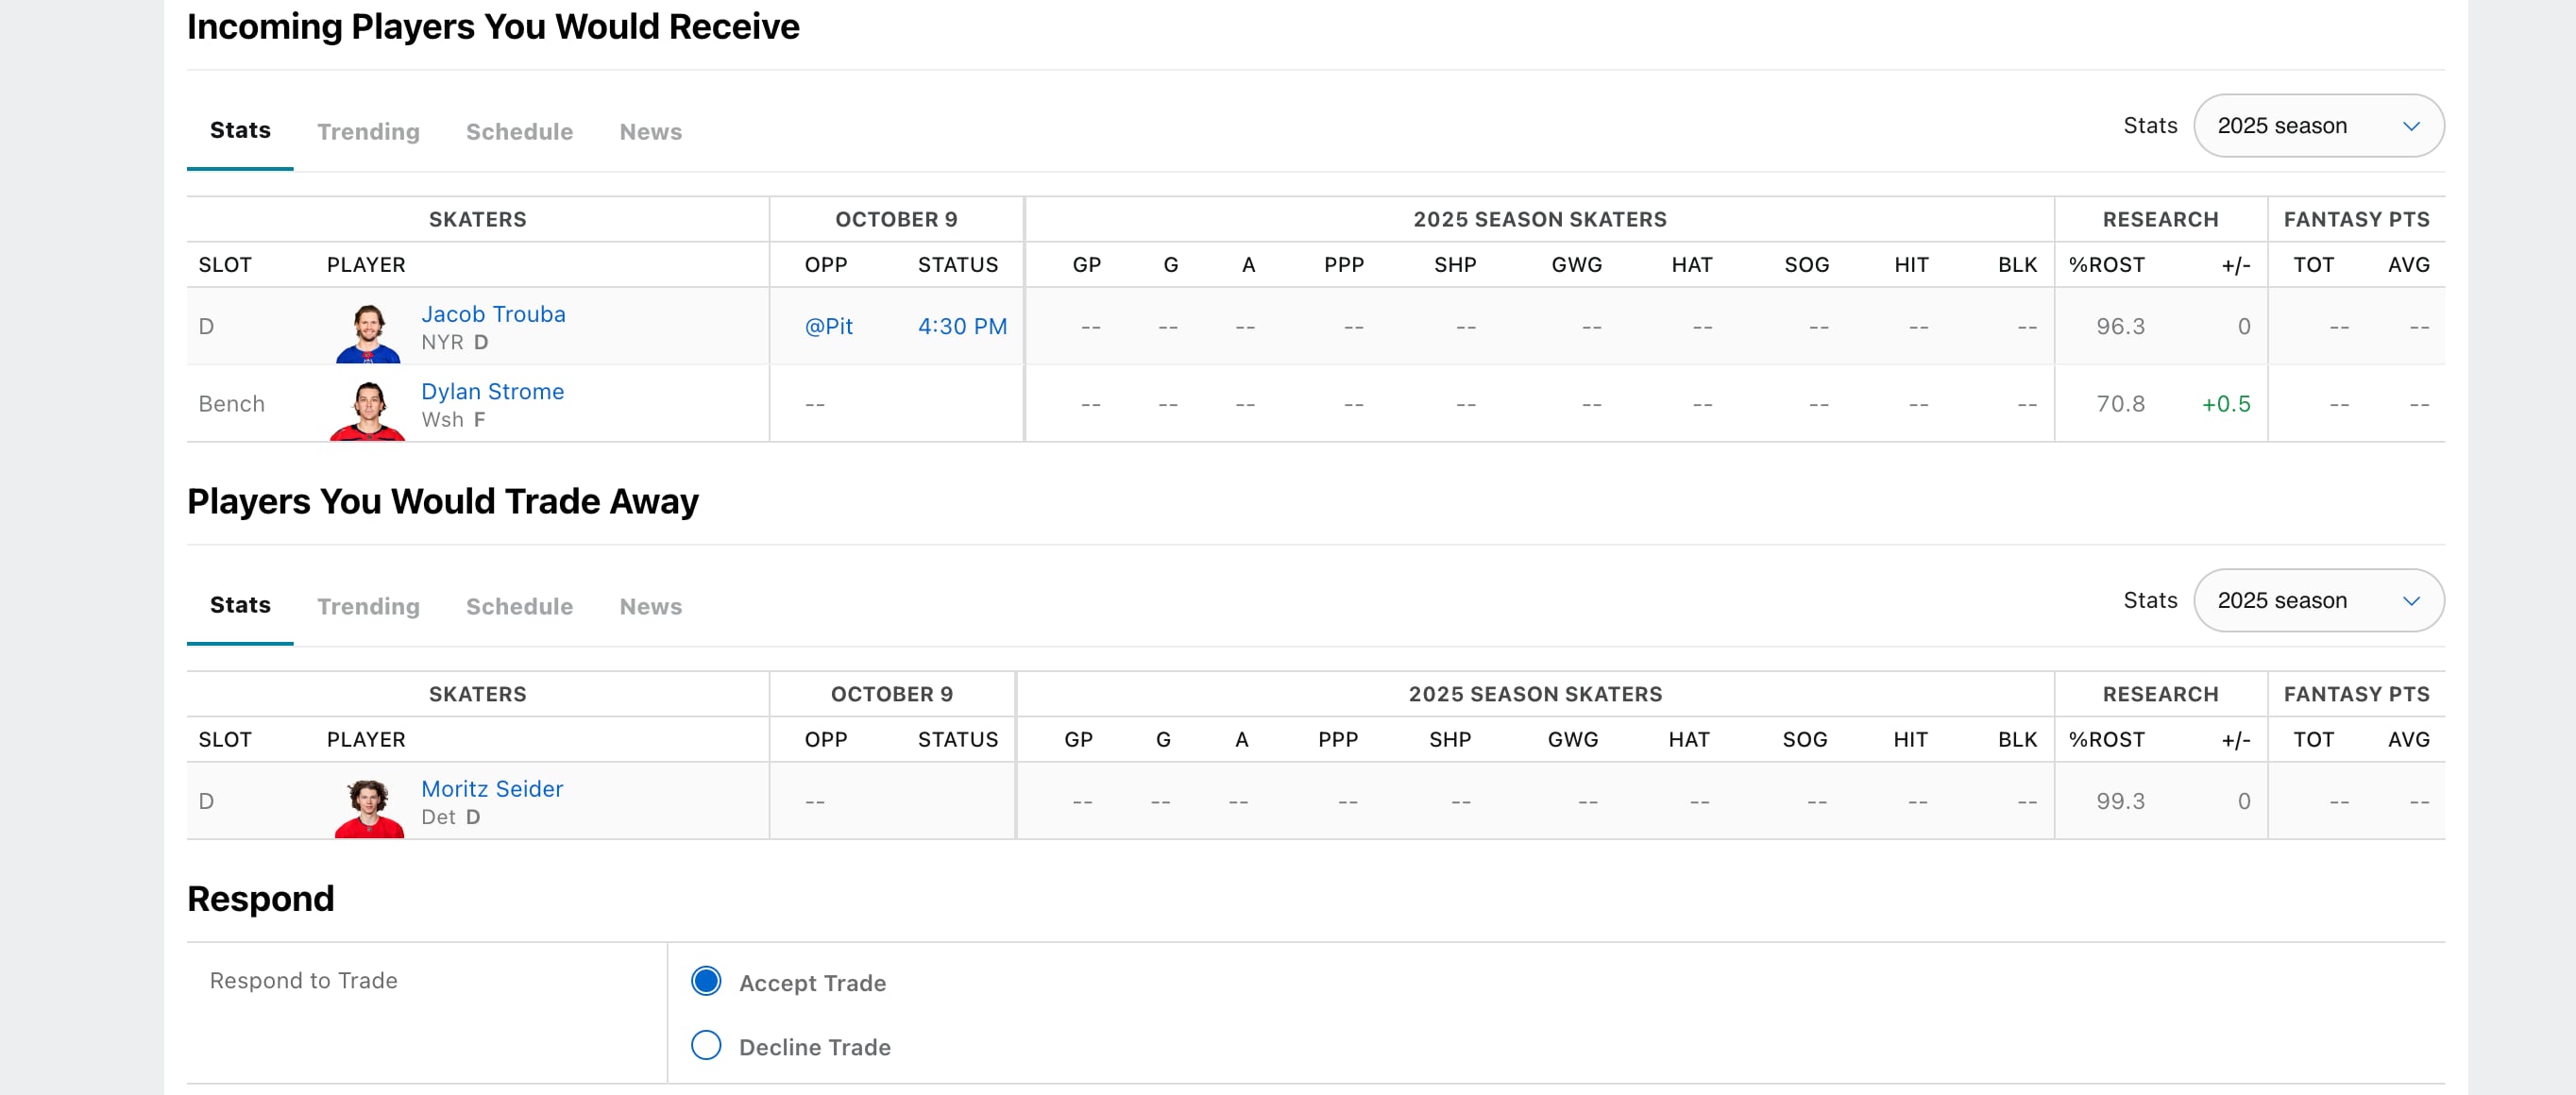 Incoming Players You Would Receive
Stats Trending Schedule News Stats 2025 season
SKATERS OCTOBER 9 2025 SEASON SKATERS RESEARCH FANTASY PTS
SLOT PLAYER OPP STATUS GP G A PPP SHP GWG HAT SOG HIT BLK %ROST +/- TOT AVG
D Jacob Trouba NYR D @Pit 4:30 PM -- -- -- -- -- -- -- -- -- -- 96.3 0 -- --
Bench Dylan Strome Wsh F -- -- -- -- -- -- -- -- -- -- -- 70.8 +0.5 -- --
Players You Would Trade Away
Stats Trending Schedule News Stats 2025 season
SKATERS OCTOBER 9 2025 SEASON SKATERS RESEARCH FANTASY PTS
SLOT PLAYER OPP STATUS GP G A PPP SHP GWG HAT SOG HIT BLK %ROST +/- TOT AVG
D Moritz Seider Det D -- -- -- -- -- -- -- -- -- -- -- 99.3 0 -- --
Respond
Respond to Trade Accept Trade
Decline Trade